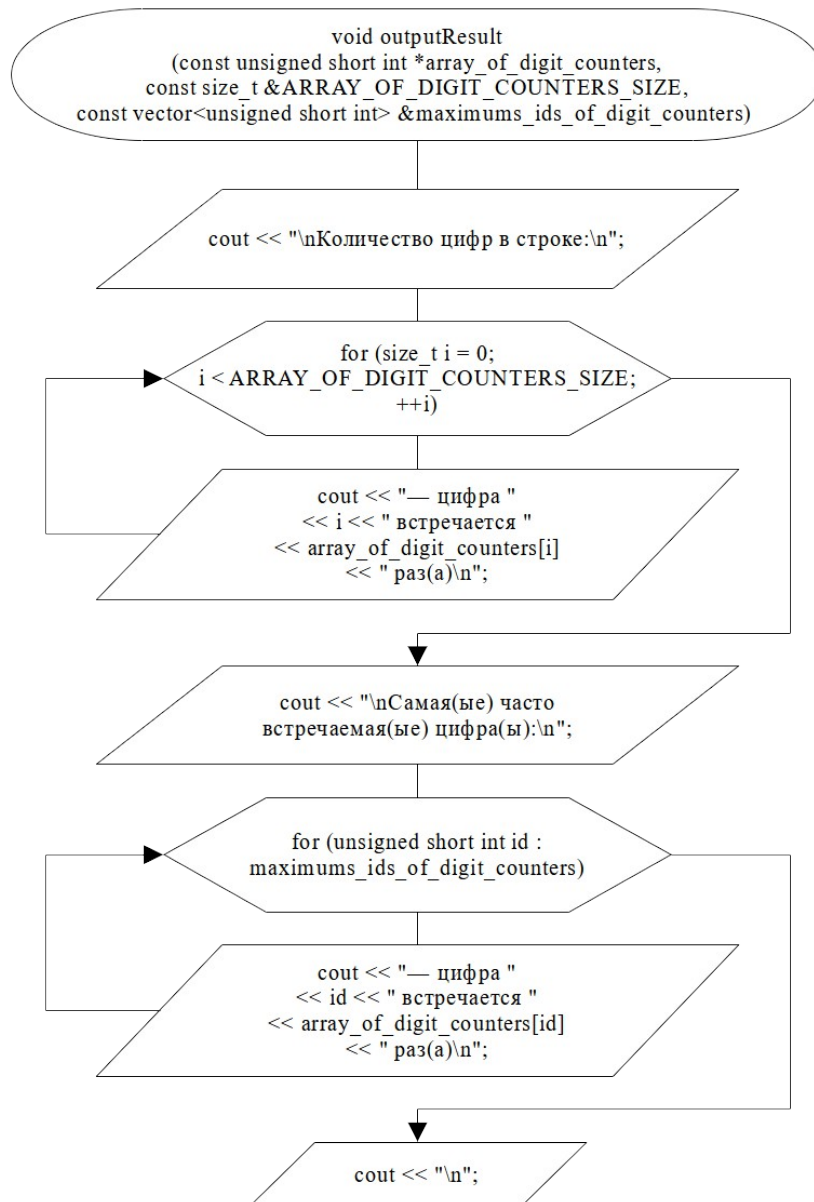 void outputResult
(const unsigned short int *array_of_digit_counters,
const size_t &ARRAY_OF_DIGIT_COUNTERS_SIZE,
const vector<unsigned short int> &maximums_ids_of_digit_counters)
cout << "\nКоличество цифр в строке:\n";
for (size_t i = 0;
i < ARRAY_OF_DIGIT_COUNTERS_SIZE;
++i)
cout << "— цифра "
<< i << " встречается "
<< array_of_digit_counters[i]
<< " раз(а)\n";
cout << "\nСамая(ые) часто
встречаемая(ые) цифра(ы):\n";
for (unsigned short int id :
maximums_ids_of_digit_counters)
cout << "— цифра "
<< id << " встречается "
<< array_of_digit_counters[id]
<< " раз(а)\n";
cout << "\n";